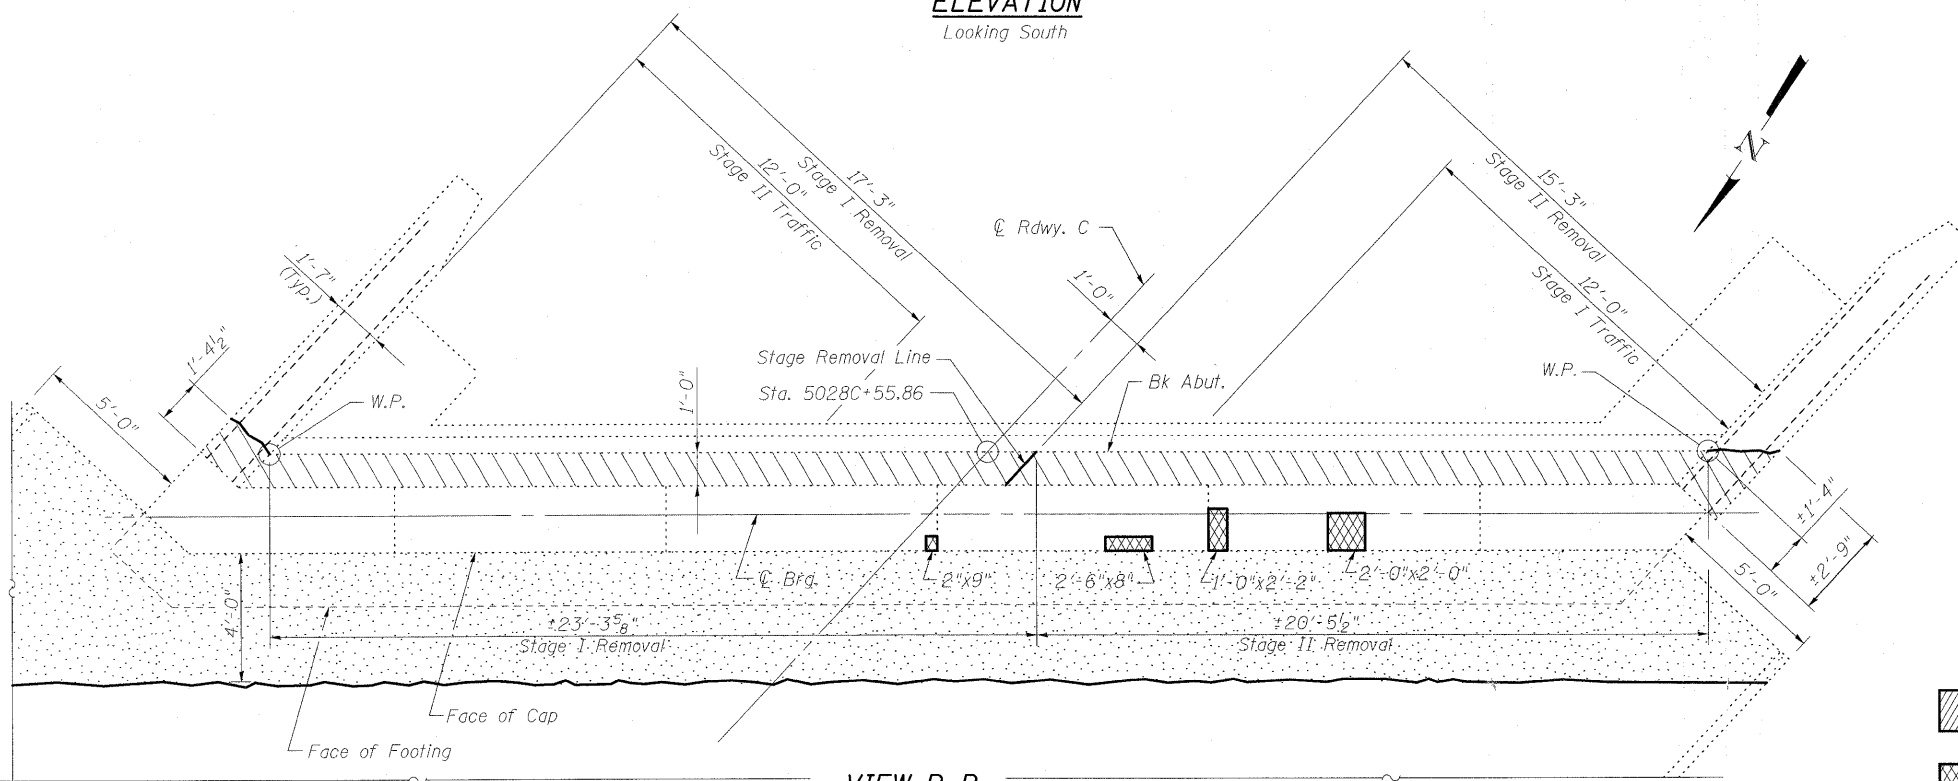 ELEVATION
Looking South
17'-3"
Stage I Removal
12'-0"
Stage II Traffic
15'-3"
Stage II Removal
12'-0"
Stage I Traffic
N
℄ Rdwy. C
1'-0"
1'-7"
(Typ.)
1'-4½"
5'-0"
W.P.
1'-0"
Stage Removal Line
Sta. 5028C+55.86
Bk Abut.
W.P.
±1'-4"
±2'-9"
5'-0"
℄ Brg.
2"x9"
2'-6"x8"
1'-0"x2'-2"
2'-0"x2'-0"
4'-0"
±23'-3⅝"
Stage I Removal
±20'-5½"
Stage II Removal
Face of Cap
Face of Footing